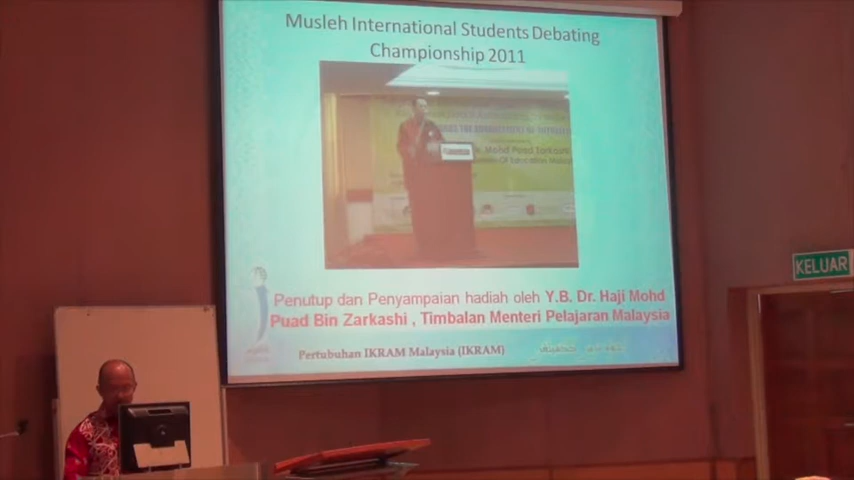 Musleh International Students Debating
Championship 2011
Penutup dan Penyampaian hadiah oleh Y.B. Dr. Haji Mohd
Puad Bin Zarkashi , Timbalan Menteri Pelajaran Malaysia
Pertubuhan IKRAM Malaysia (IKRAM)
KELUAR